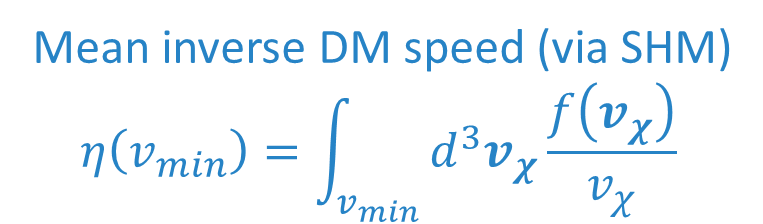 Mean inverse DM speed (via SHM)
η(v_min) = ∫_{v_min} d³𝒗_χ f(𝒗_χ)/v_χ